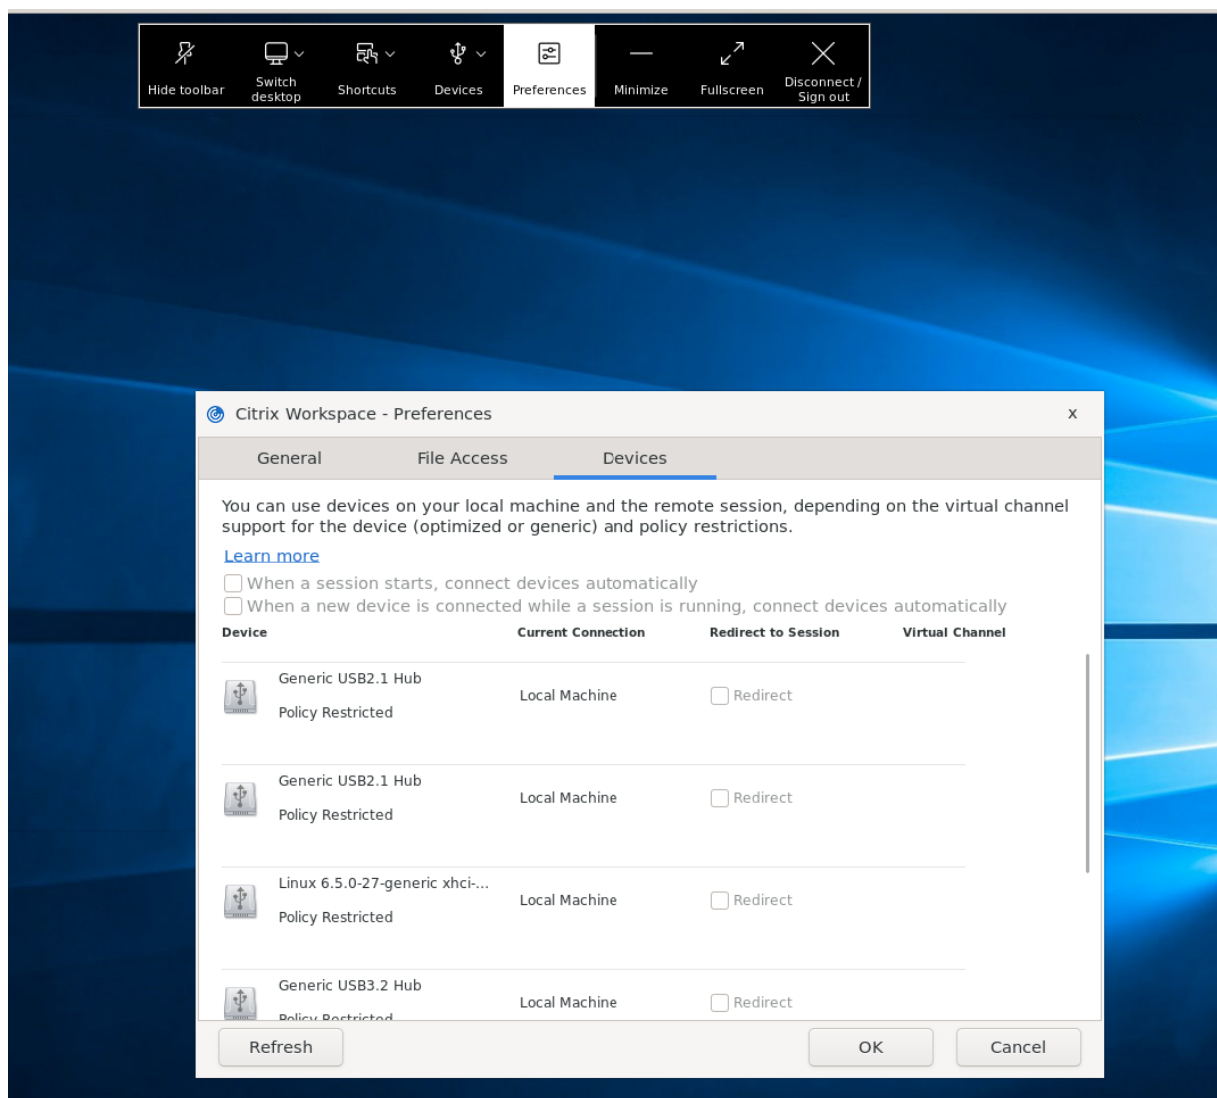 Hide toolbar
Switch desktop
Shortcuts
Devices
Preferences
Minimize
Fullscreen
Disconnect / Sign out
Citrix Workspace - Preferences
x
General
File Access
Devices
You can use devices on your local machine and the remote session, depending on the virtual channel
support for the device (optimized or generic) and policy restrictions.
Learn more
When a session starts, connect devices automatically
When a new device is connected while a session is running, connect devices automatically
Device
Current Connection
Redirect to Session
Virtual Channel
Generic USB2.1 Hub
Policy Restricted
Local Machine
Redirect
Generic USB2.1 Hub
Policy Restricted
Local Machine
Redirect
Linux 6.5.0-27-generic xhci-...
Policy Restricted
Local Machine
Redirect
Generic USB3.2 Hub
Policy Restricted
Local Machine
Redirect
Refresh
OK
Cancel